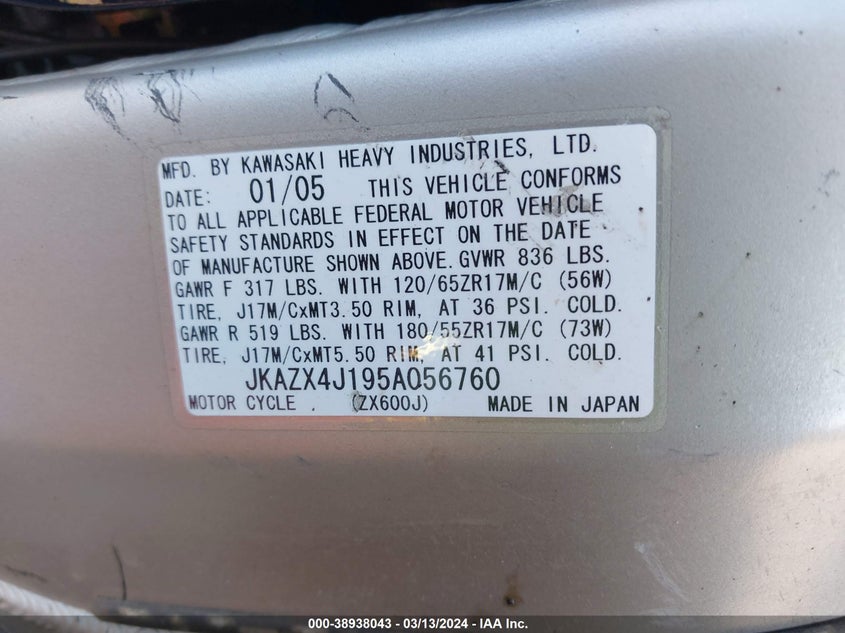 MFD. BY KAWASAKI HEAVY INDUSTRIES, LTD.
DATE: 01/05 THIS VEHICLE CONFORMS
TO ALL APPLICABLE FEDERAL MOTOR VEHICLE
SAFETY STANDARDS IN EFFECT ON THE DATE
OF MANUFACTURE SHOWN ABOVE. GVWR 836 LBS.
GAWR F 317 LBS. WITH 120/65ZR17M/C (56W)
TIRE, J17M/CxMT3.50 RIM, AT 36 PSI. COLD.
GAWR R 519 LBS. WITH 180/55ZR17M/C (73W)
TIRE, J17M/CxMT5.50 RIM, AT 41 PSI. COLD.
JKAZX4J195A056760
MOTOR CYCLE . (ZX600J) MADE IN JAPAN
000-38938043 - 03/13/2024 - IAA Inc.